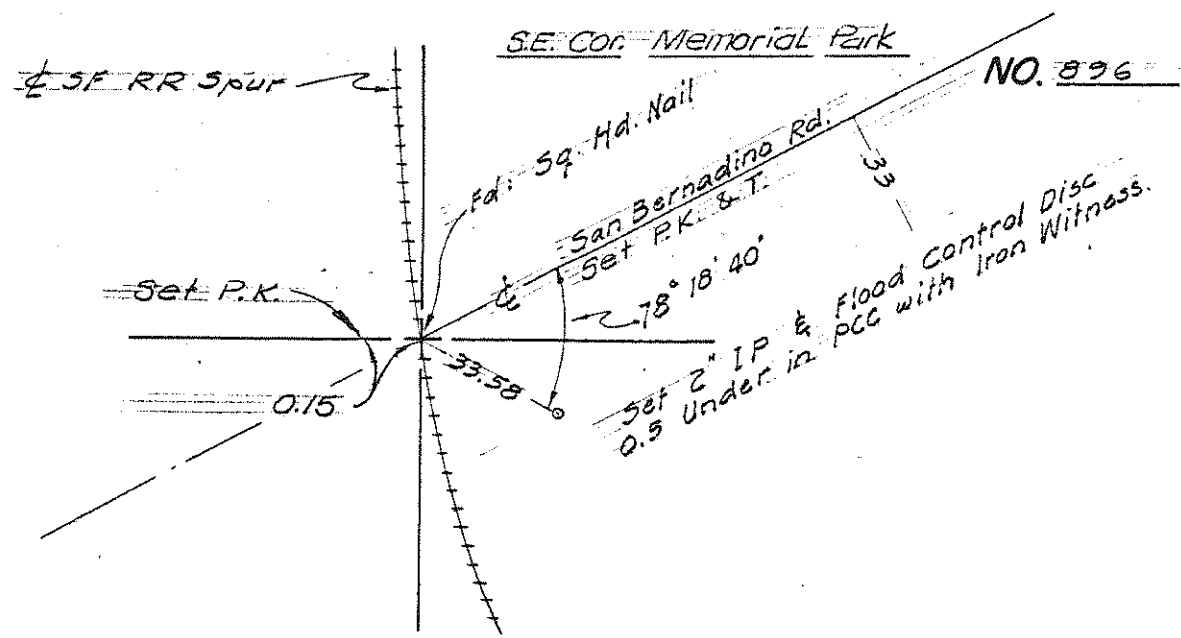 S.E. Cor. Memorial Park
NO. 896
℄ SF RR Spur
Fd: Sq. Hd. Nail
San Bernadino Rd.
Set P.K. & T.
33
℄
78° 18' 40"
Set P.K.
33.58
0.15
Set 2" IP & Flood Control Disc
0.5 Under in PCC with Iron Witness.